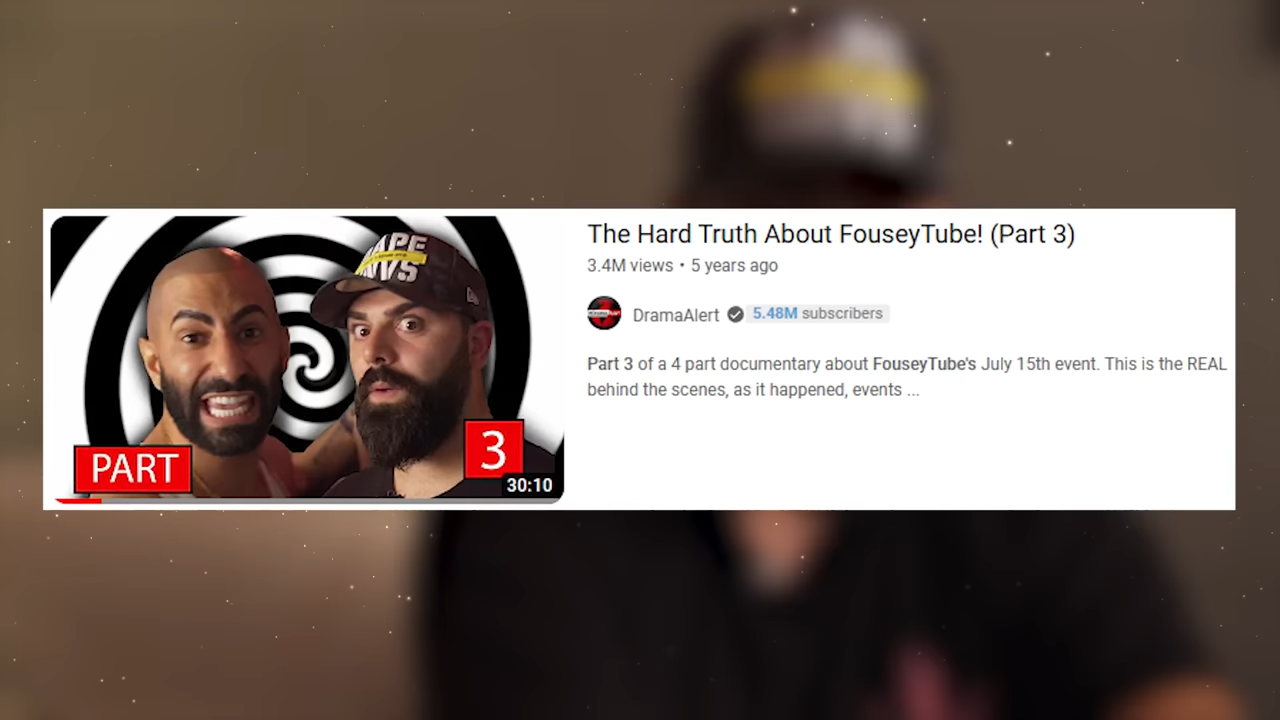 The Hard Truth About FouseyTube! (Part 3)
3.4M views • 5 years ago
DramaAlert 5.48M subscribers
Part 3 of a 4 part documentary about FouseyTube's July 15th event. This is the REAL
behind the scenes, as it happened, events ...
PART
3
30:10